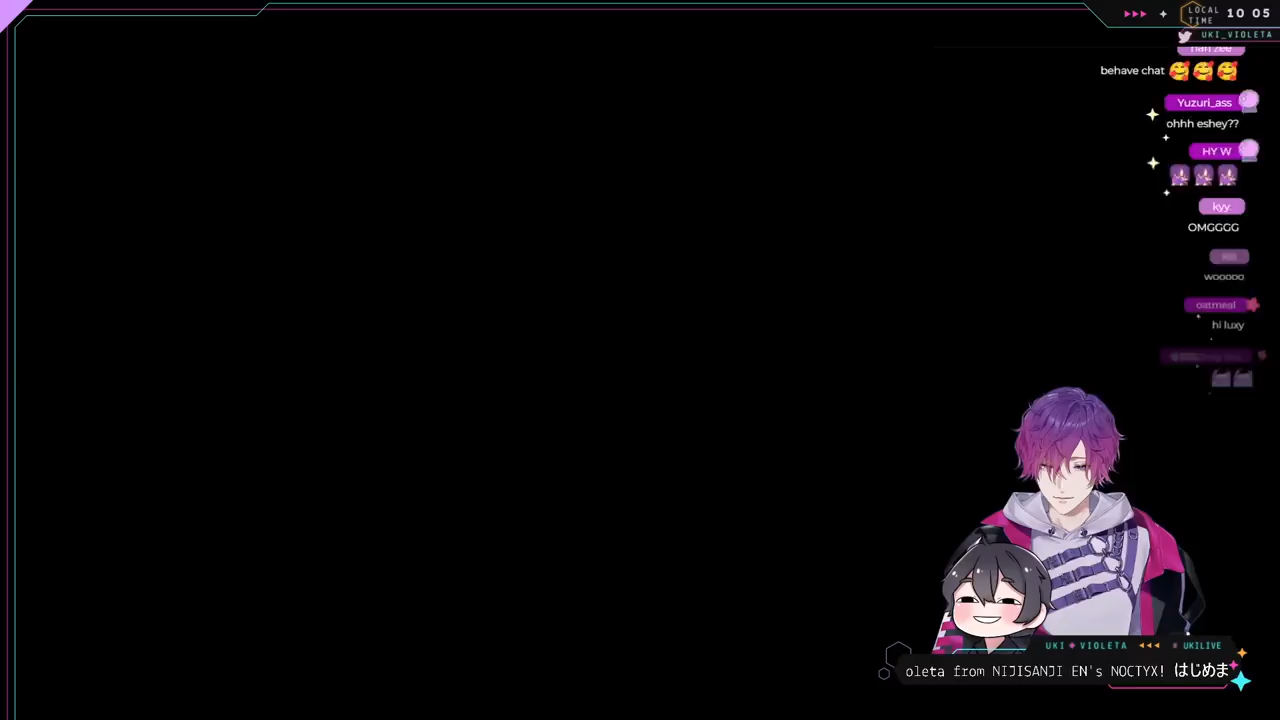 LOCAL
TIME
10 05
UKI_VIOLETA
behave chat
Yuzuri_ass
ohhh eshey??
HY W
kyy
OMGGGG
wooooo
oatmeal
hi luxy
UKI VIOLETA
UKILIVE
oleta from NIJISANJI EN's NOCTYX! はじめま